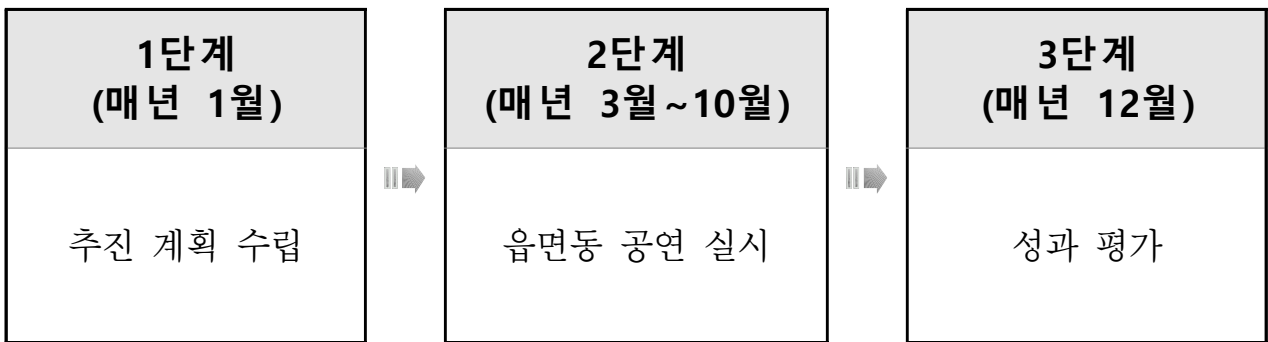 1단계
(매년 1월)
추진 계획 수립
2단계
(매년 3월~10월)
읍면동 공연 실시
3단계
(매년 12월)
성과 평가